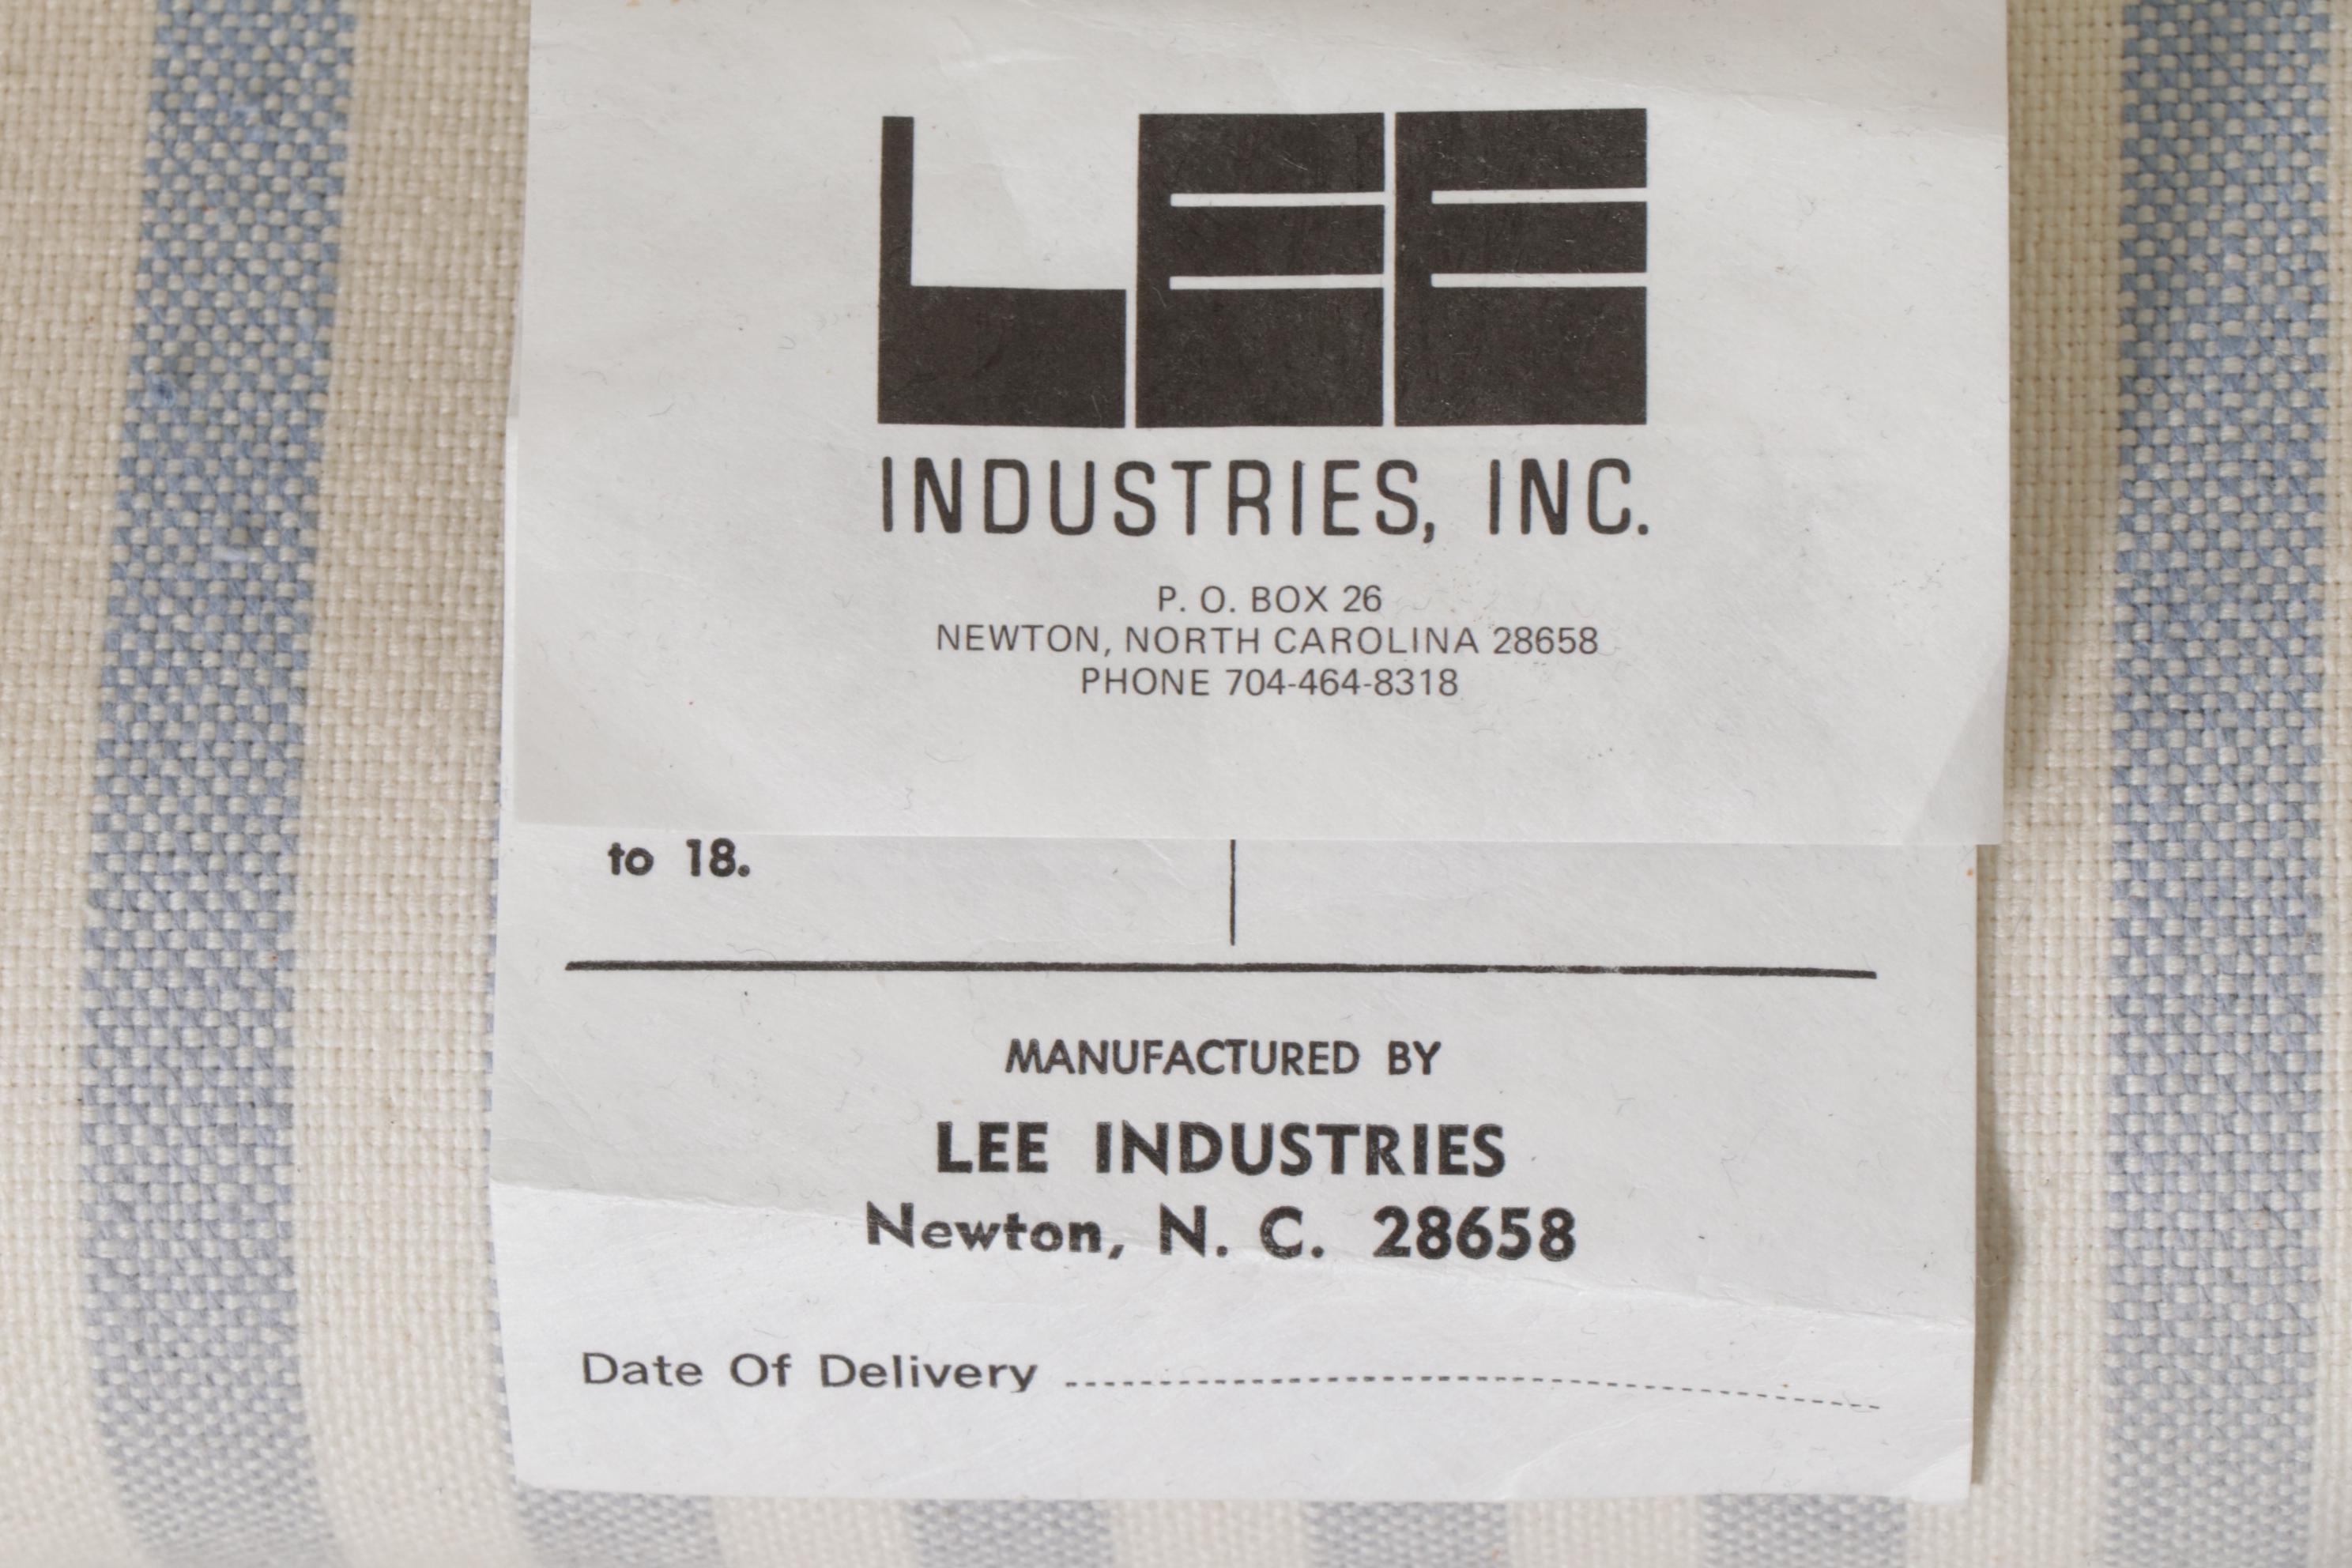 LEE
INDUSTRIES, INC.
P. O. BOX 26
NEWTON, NORTH CAROLINA 28658
PHONE 704-464-8318
to 18.
MANUFACTURED BY
LEE INDUSTRIES
Newton, N. C. 28658
Date Of Delivery